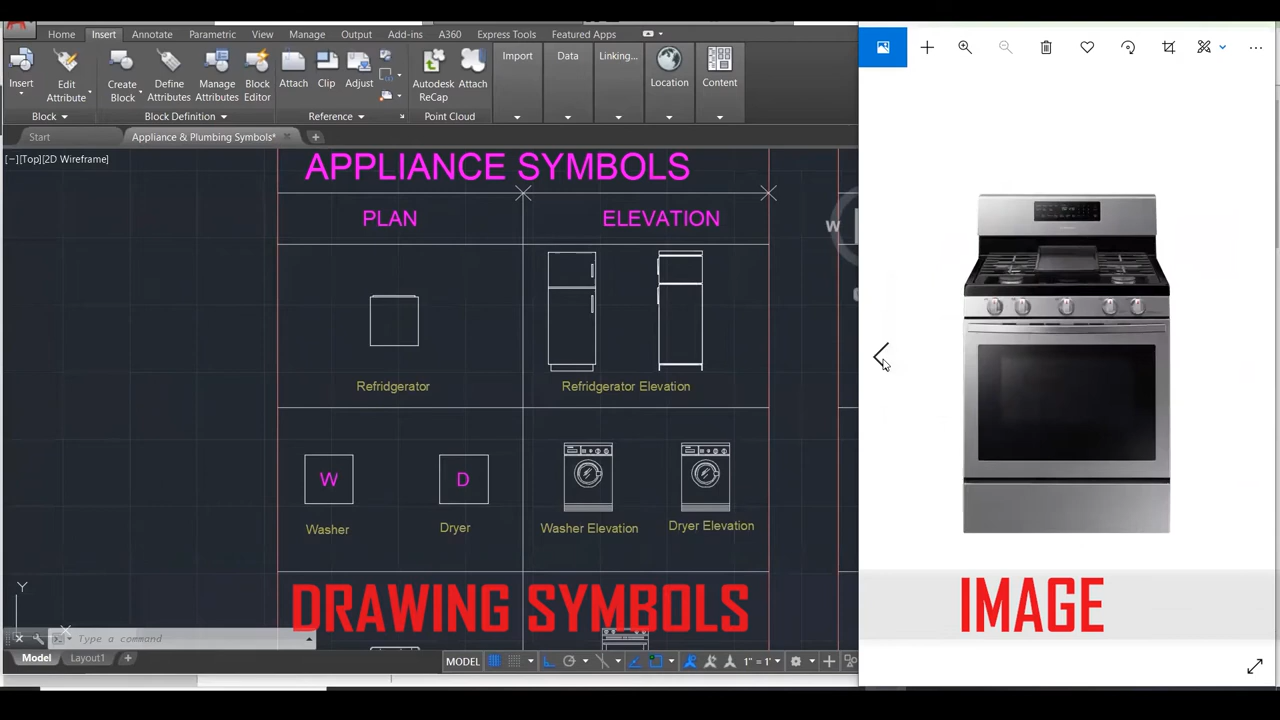 Home Insert Annotate Parametric View Manage Output Add-ins A360 Express Tools Featured Apps
Insert Edit Attribute Create Block Define Attributes Manage Attributes Block Editor Attach Clip Adjust Autodesk ReCap Attach Import Data Linking... Location Content
Block Block Definition Reference Point Cloud
Start Appliance & Plumbing Symbols*
[−][Top][2D Wireframe]
APPLIANCE SYMBOLS
W
PLAN ELEVATION
Refridgerator Refridgerator Elevation
W D
Washer Dryer Washer Elevation Dryer Elevation
DRAWING SYMBOLS IMAGE
Y
Type a command
Model Layout1 MODEL 1" = 1'